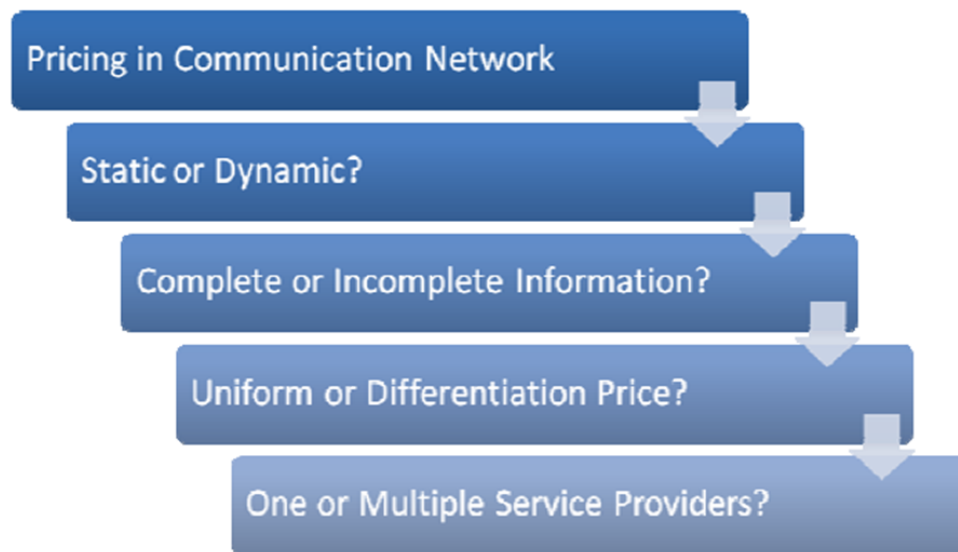 Pricing in Communication Network
Static or Dynamic?
Complete or Incomplete Information?
Uniform or Differentiation Price?
One or Multiple Service Providers?